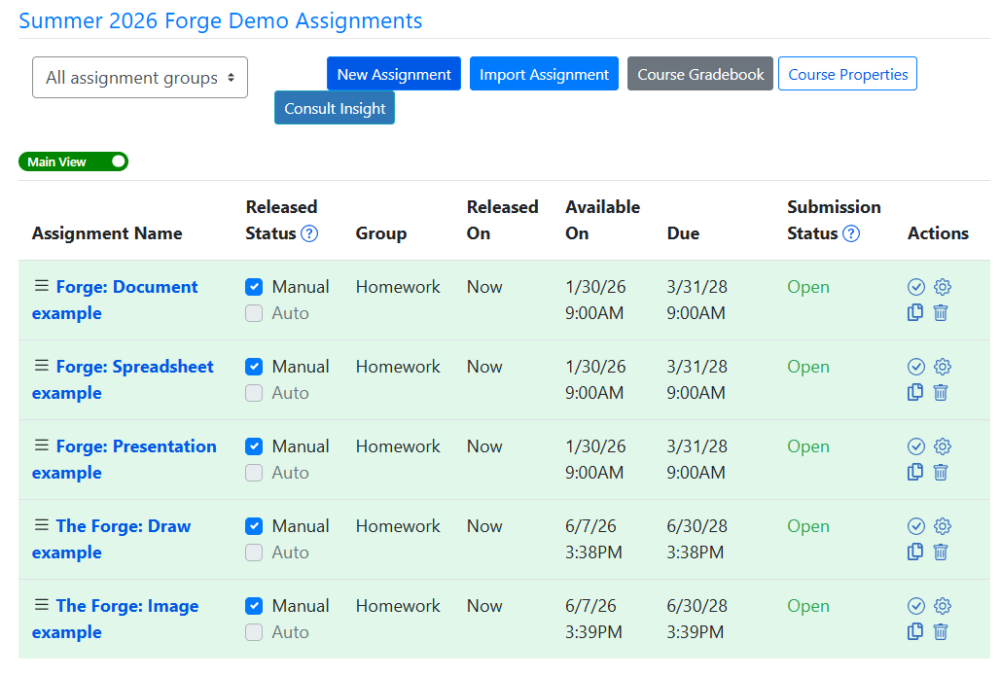 Summer 2026 Forge Demo Assignments
All assignment groups
New Assignment
Import Assignment
Course Gradebook
Course Properties
Consult Insight
Main View
Assignment Name
Released Status ?
Group
Released On
Available On
Due
Submission Status ?
Actions
Forge: Document example
Manual
Auto
Homework
Now
1/30/26 9:00AM
3/31/28 9:00AM
Open
Forge: Spreadsheet example
Manual
Auto
Homework
Now
1/30/26 9:00AM
3/31/28 9:00AM
Open
Forge: Presentation example
Manual
Auto
Homework
Now
1/30/26 9:00AM
3/31/28 9:00AM
Open
The Forge: Draw example
Manual
Auto
Homework
Now
6/7/26 3:38PM
6/30/28 3:38PM
Open
The Forge: Image example
Manual
Auto
Homework
Now
6/7/26 3:39PM
6/30/28 3:39PM
Open